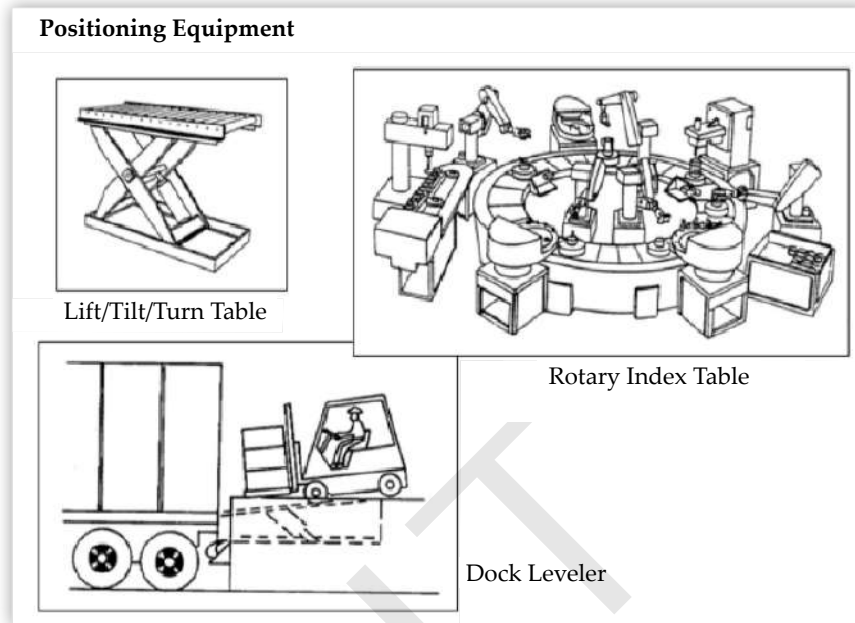 Positioning Equipment
Lift/Tilt/Turn Table
Rotary Index Table
Dock Leveler